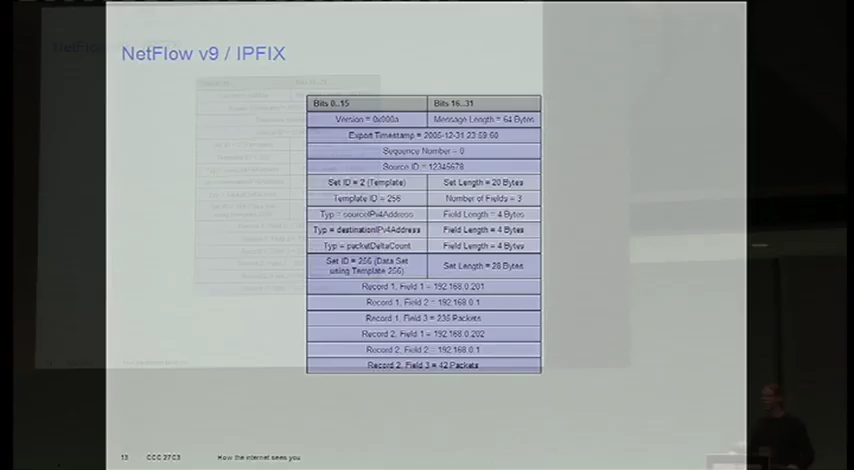 NetFlow v9 / IPFIX
Bits 0..15 Bits 16..31
Version = 0x000a Message Length = 64 Bytes
Export Timestamp = 2005-12-31 23:59:60
Sequence Number = 0
Source ID = 12345678
Set ID = 2 (Template) Set Length = 20 Bytes
Template ID = 256 Number of Fields = 3
Typ = sourceIPv4Address Field Length = 4 Bytes
Typ = destinationIPv4Address Field Length = 4 Bytes
Typ = packetDeltaCount Field Length = 4 Bytes
Set ID = 256 (Data Set
using Template 256) Set Length = 28 Bytes
Record 1, Field 1 = 192.168.0.201
Record 1, Field 2 = 192.168.0.1
Record 1, Field 3 = 235 Packets
Record 2, Field 1 = 192.168.0.202
Record 2, Field 2 = 192.168.0.1
Record 2, Field 3 = 42 Packets
13 CCC 27C3 How the internet sees you